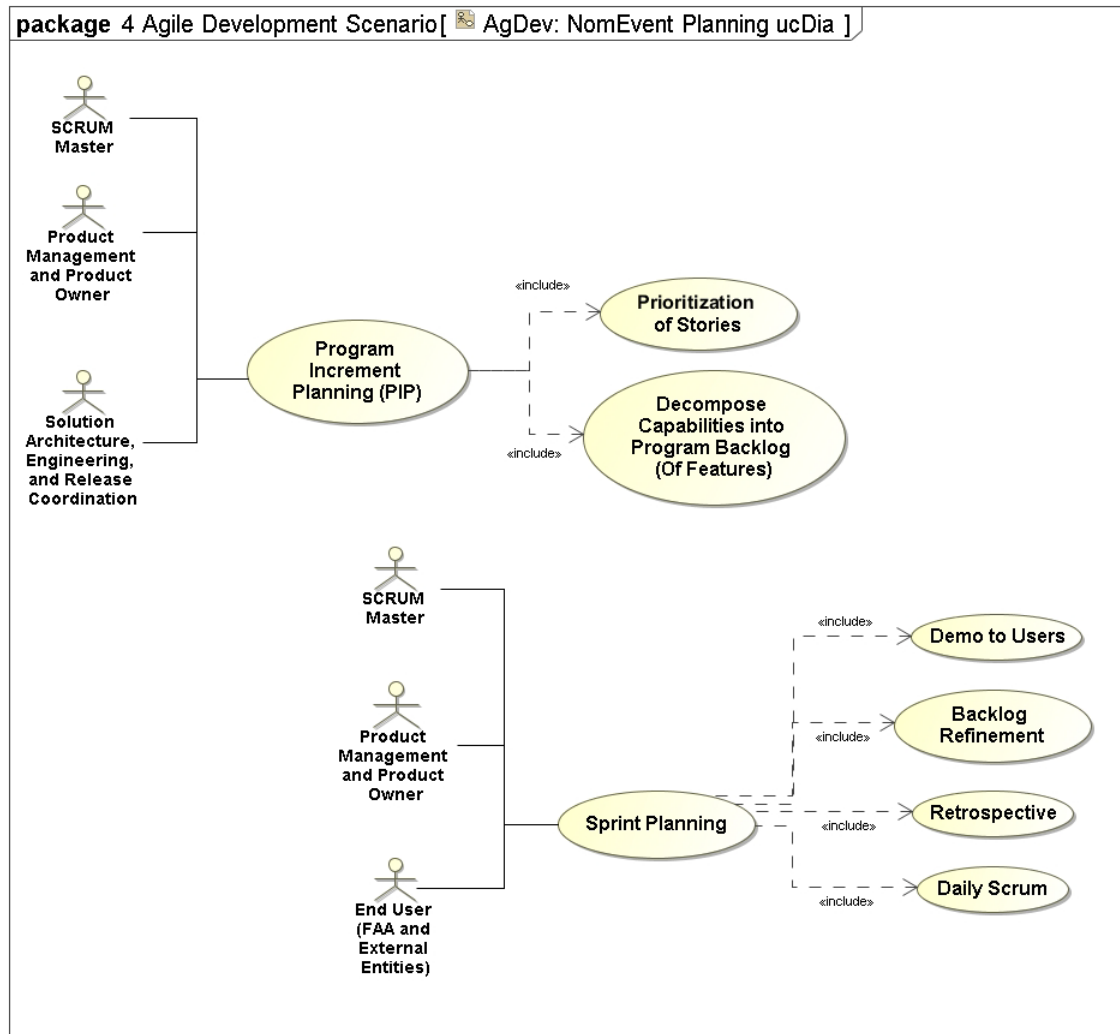 package 4 Agile Development Scenario[ AgDev: NomEvent Planning ucDia ]
SCRUM
Master
Product
Management
and Product
Owner
Solution
Architecture,
Engineering,
and Release
Coordination
Program
Increment
Planning (PIP)
«include»
Prioritization
of Stories
«include»
Decompose
Capabilities into
Program Backlog
(Of Features)
SCRUM
Master
Product
Management
and Product
Owner
End User
(FAA and
External
Entities)
Sprint Planning
«include»
Demo to Users
«include»
Backlog
Refinement
«include»
Retrospective
«include»
Daily Scrum